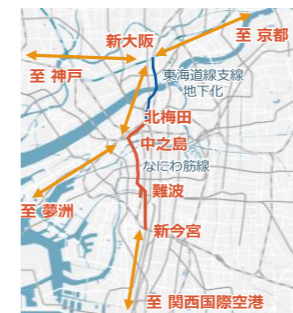 新大阪
至 京都
至 神戸
東海道線支線
地下化
北梅田
中之島
なにわ筋線
難波
至 夢洲
新今宮
至 関西国際空港